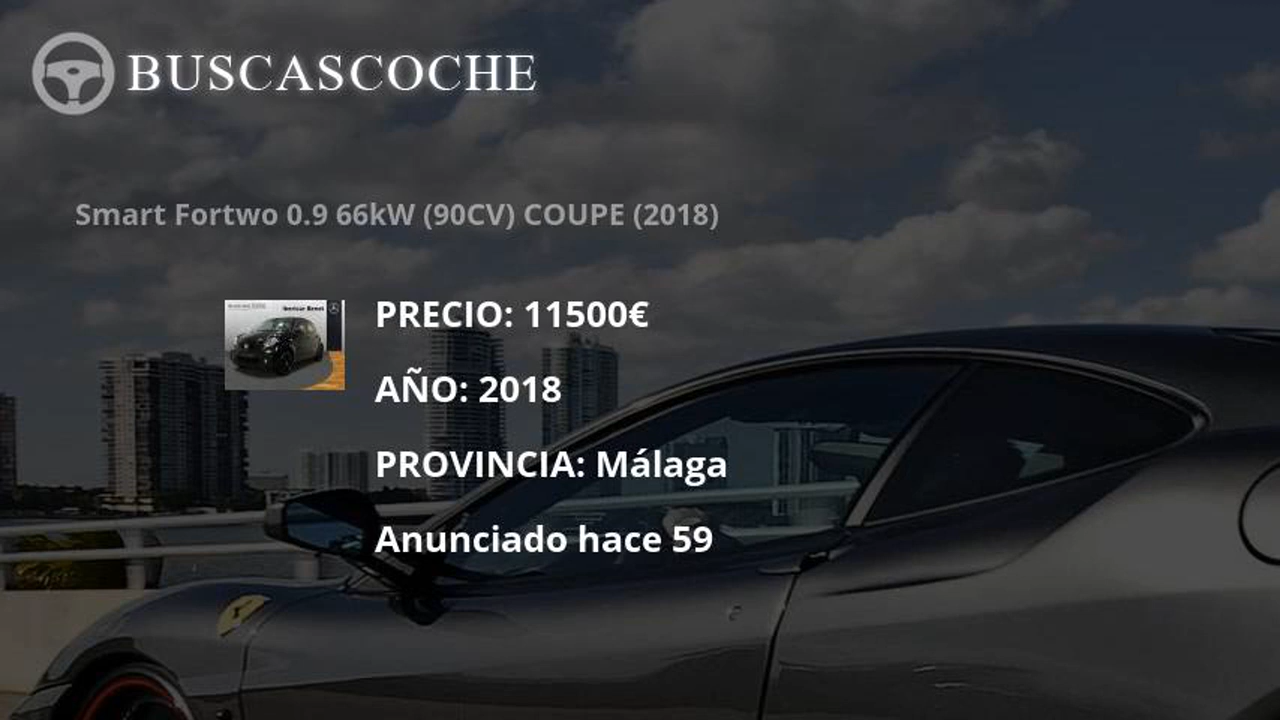 BUSCASCOCHE
Smart Fortwo 0.9 66kW (90CV) COUPE (2018)
PRECIO: 11500€
AÑO: 2018
PROVINCIA: Málaga
Anunciado hace 59